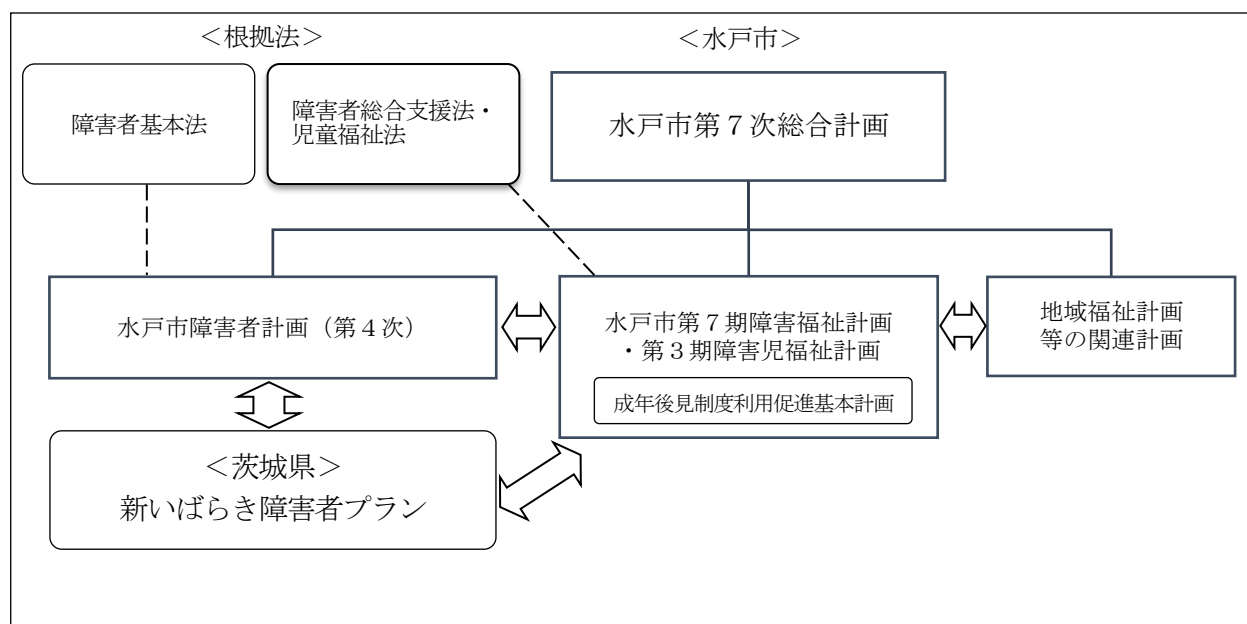 ＜根拠法＞
＜水戸市＞
障害者基本法
障害者総合支援法・
児童福祉法
水戸市第７次総合計画
水戸市障害者計画（第４次）
水戸市第７期障害福祉計画
・第３期障害児福祉計画
成年後見制度利用促進基本計画
地域福祉計画
等の関連計画
＜茨城県＞
新いばらき障害者プラン